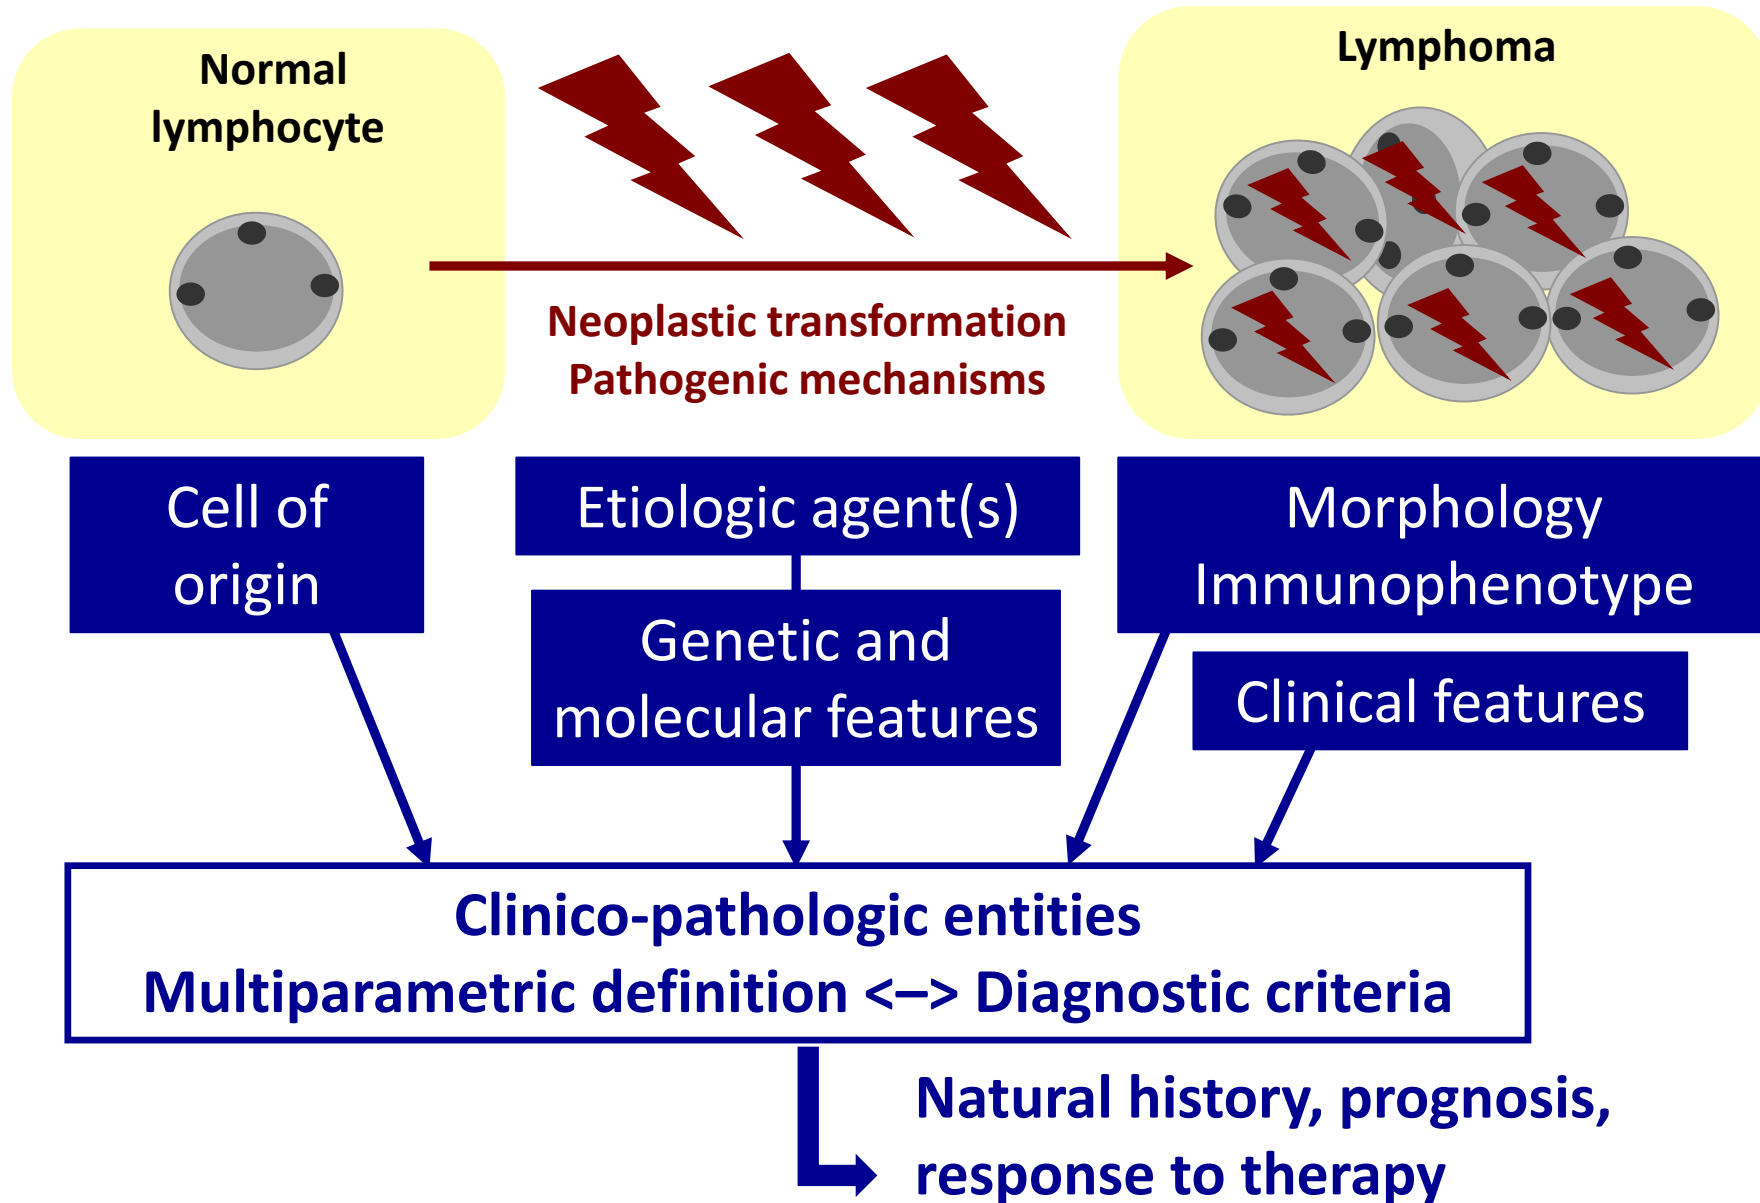 Normal
lymphocyte
Lymphoma
Neoplastic transformation
Pathogenic mechanisms
Cell of
origin
Etiologic agent(s)
Genetic and
molecular features
Morphology
Immunophenotype
Clinical features
Clinico-pathologic entities
Multiparametric definition <–> Diagnostic criteria
Natural history, prognosis,
response to therapy